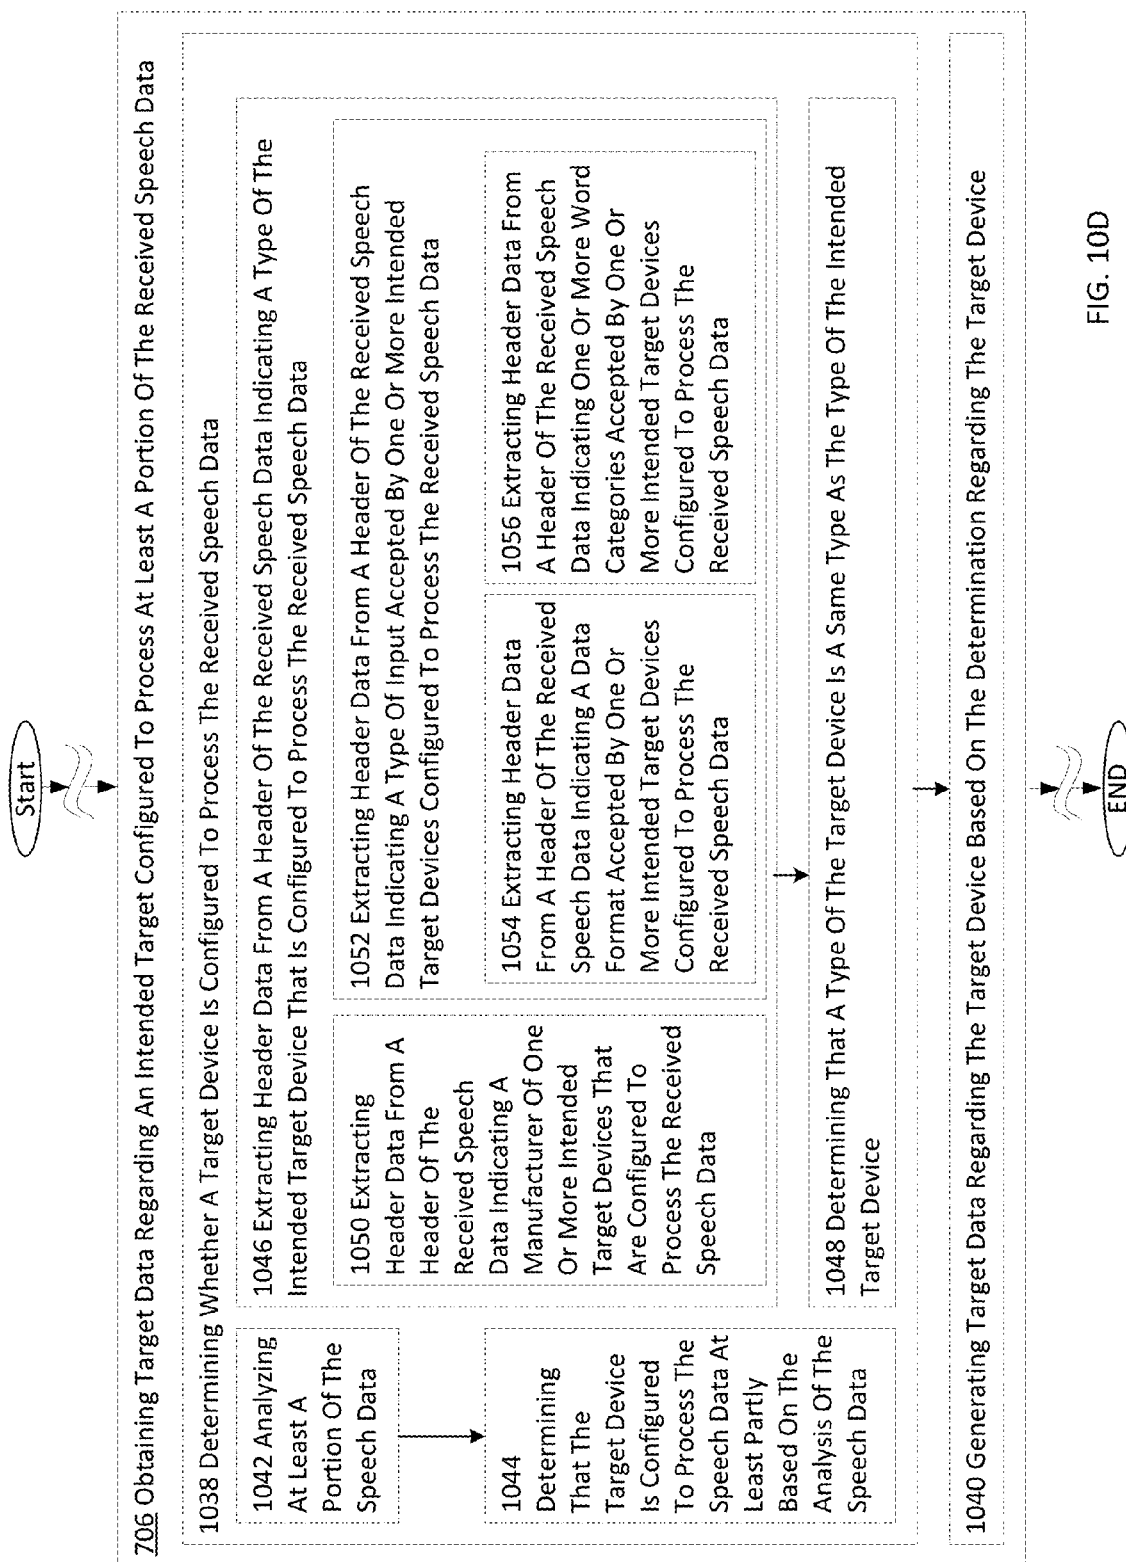 Start
706 Obtaining Target Data Regarding An Intended Target Configured To Process At Least A Portion Of The Received Speech Data
1038 Determining Whether A Target Device Is Configured To Process The Received Speech Data
1042 Analyzing
At Least A
Portion Of The
Speech Data
1044
Determining
That The
Target Device
Is Configured
To Process The
Speech Data At
Least Partly
Based On The
Analysis Of The
Speech Data
1046 Extracting Header Data From A Header Of The Received Speech Data Indicating A Type Of The
Intended Target Device That Is Configured To Process The Received Speech Data
1050 Extracting
Header Data From A
Header Of The
Received Speech
Data Indicating A
Manufacturer Of One
Or More Intended
Target Devices That
Are Configured To
Process The Received
Speech Data
1052 Extracting Header Data From A Header Of The Received Speech
Data Indicating A Type Of Input Accepted By One Or More Intended
Target Devices Configured To Process The Received Speech Data
1054 Extracting Header Data
From A Header Of The Received
Speech Data Indicating A Data
Format Accepted By One Or
More Intended Target Devices
Configured To Process The
Received Speech Data
1056 Extracting Header Data From
A Header Of The Received Speech
Data Indicating One Or More Word
Categories Accepted By One Or
More Intended Target Devices
Configured To Process The
Received Speech Data
1048 Determining That A Type Of The Target Device Is A Same Type As The Type Of The Intended
Target Device
1040 Generating Target Data Regarding The Target Device Based On The Determination Regarding The Target Device
END
FIG. 10D